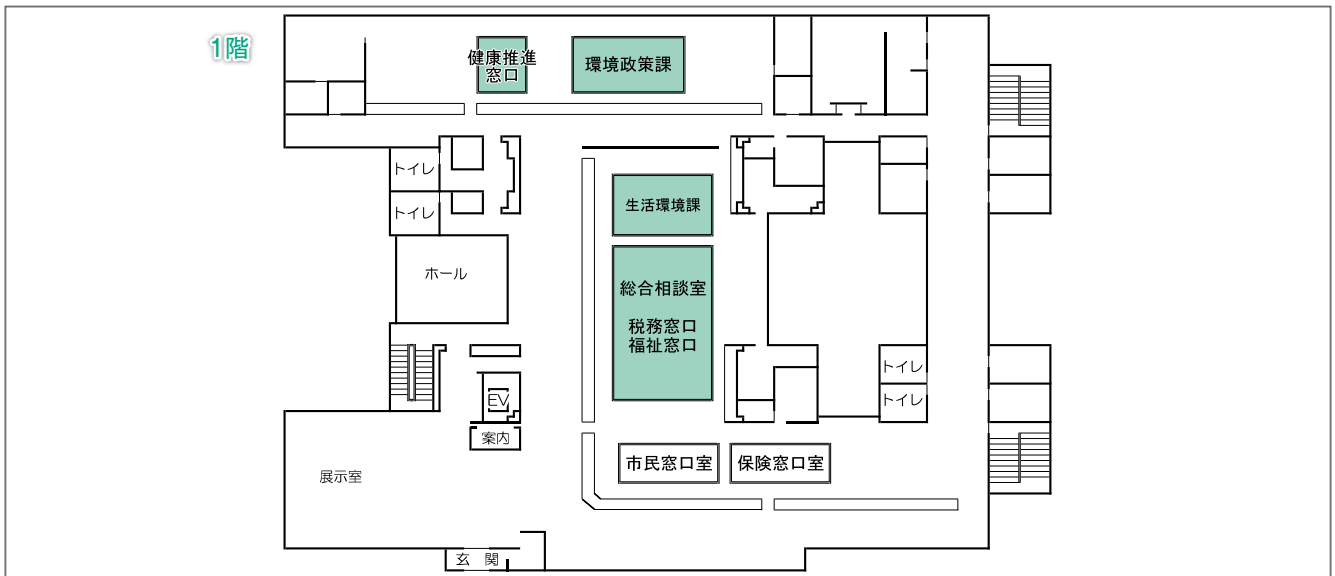 1階
健康推進
窓口
環境政策課
トイレ
トイレ
生活環境課
ホール
総合相談室
税務窓口
福祉窓口
トイレ
トイレ
EV
案内
市民窓口室
保険窓口室
展示室
玄関